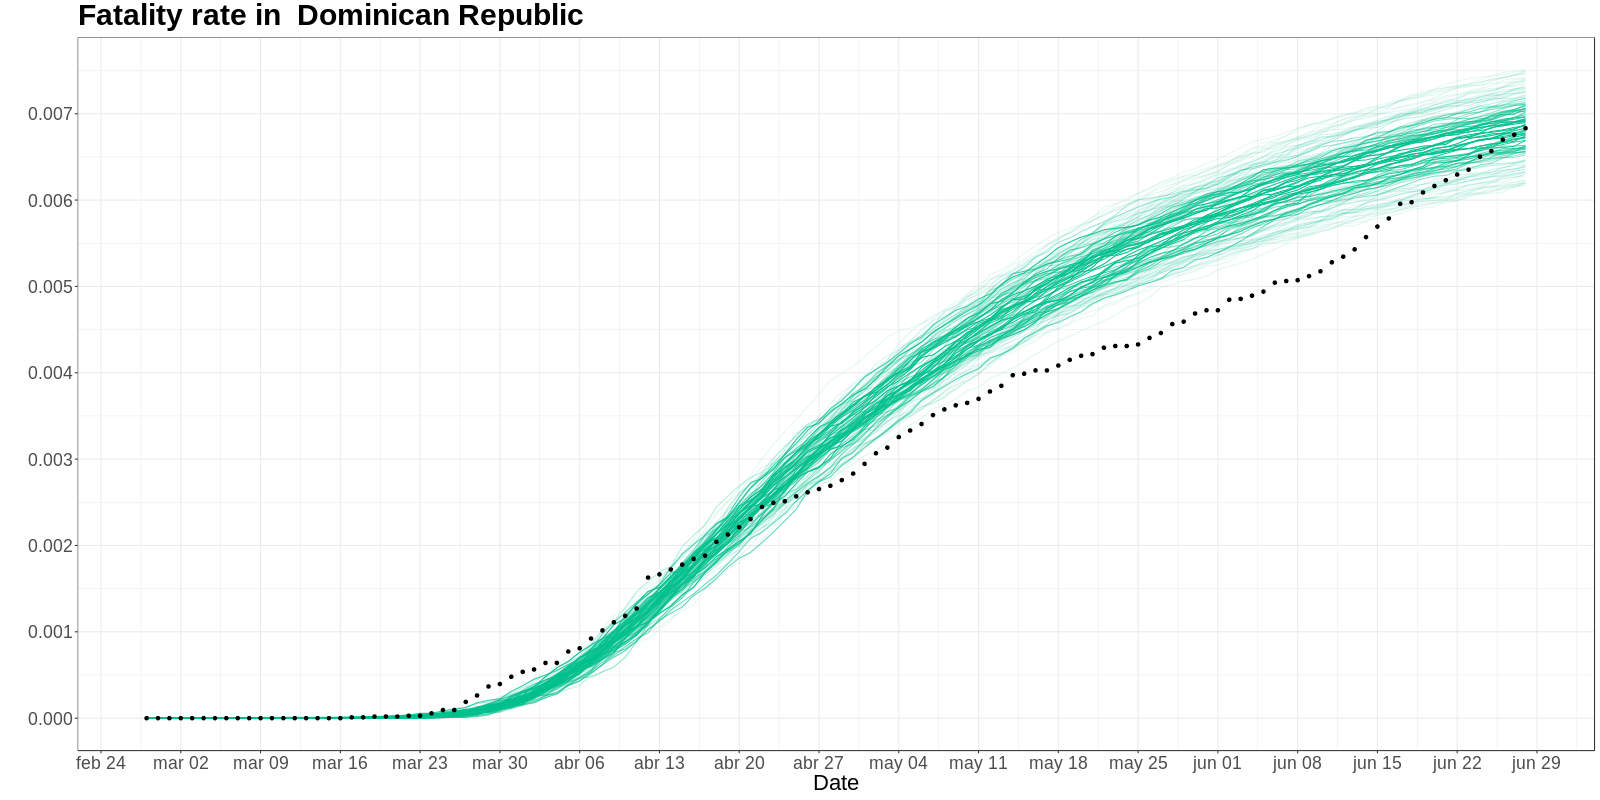 Fatality rate in  Dominican Republic
0.007
0.006
0.005
0.004
0.003
0.002
0.001
0.000
feb 24 mar 02 mar 09 mar 16 mar 23 mar 30 abr 06 abr 13 abr 20 abr 27 may 04 may 11 may 18 may 25 jun 01 jun 08 jun 15 jun 22 jun 29
Date